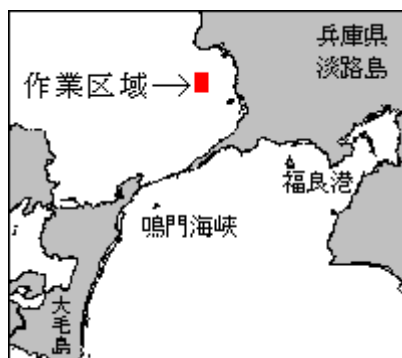 兵庫県
淡路島
作業区域
福良港
鳴門海峡
大毛島